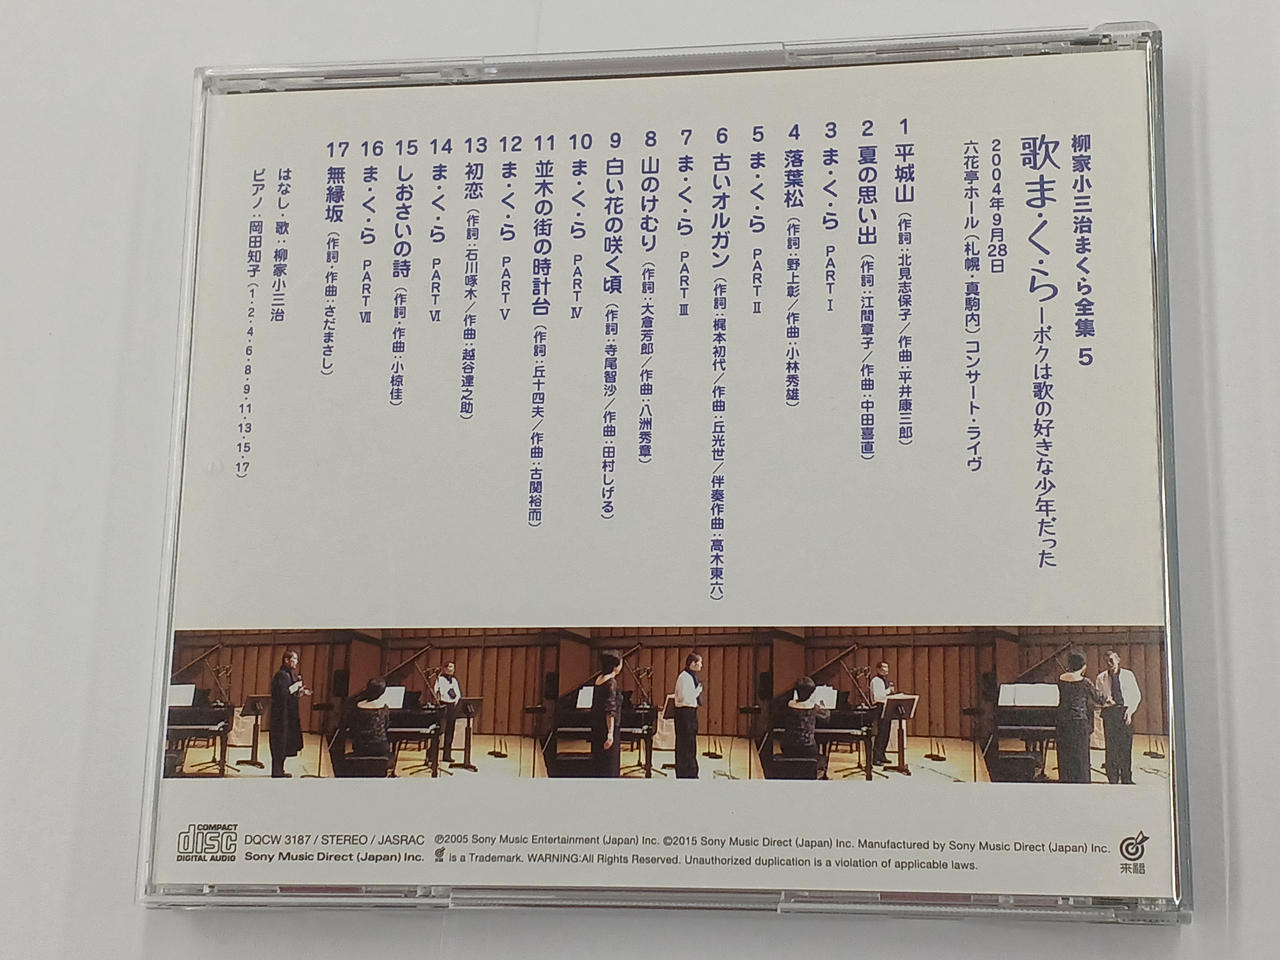 柳家小三治まくら全集 5
歌ま・く・らーボクは歌の好きな少年だった
2004年9月28日
六花亭ホール(札幌・真駒内) コンサート・ライヴ
1 平城山 (作詞:北見志保子/作曲:平井康三郎)
2 夏の思い出 (作詞:江間章子/作曲:中田喜直)
3 ま・く・ら PARTⅠ
4 落葉松 (作詞:野上彰/作曲:小林秀雄)
5 ま・く・ら PARTⅡ
6 古いオルガン (作詞:梶本初代/作曲:丘光世/伴奏作曲:高木東六)
7 ま・く・ら PARTⅢ
8 山のけむり (作詞:大倉芳郎/作曲:八洲秀章)
9 白い花の咲く頃 (作詞:寺尾智沙/作曲:田村しげる)
10 ま・く・ら PARTⅣ
11 並木の街の時計台 (作詞:丘十四夫/作曲:古関裕而)
12 ま・く・ら PARTⅤ
13 初恋 (作詞:石川啄木/作曲:越谷達之助)
14 ま・く・ら PARTⅥ
15 しおさいの詩 (作詞・作曲:小椋佳)
16 ま・く・ら PARTⅦ
17 無縁坂 (作詞・作曲:さだまさし)
はなし・歌:柳家小三治
ピアノ:岡田知子 (1・2・4・6・8・9・11・13・15・17)
COMPACT
disc
DIGITAL AUDIO
DQCW 3187 / STEREO / JASRAC
Sony Music Direct (Japan) Inc.
℗2005 Sony Music Entertainment (Japan) Inc. ©2015 Sony Music Direct (Japan) Inc. Manufactured by Sony Music Direct (Japan) Inc.
is a Trademark. WARNING:All Rights Reserved. Unauthorized duplication is a violation of applicable laws.
来福